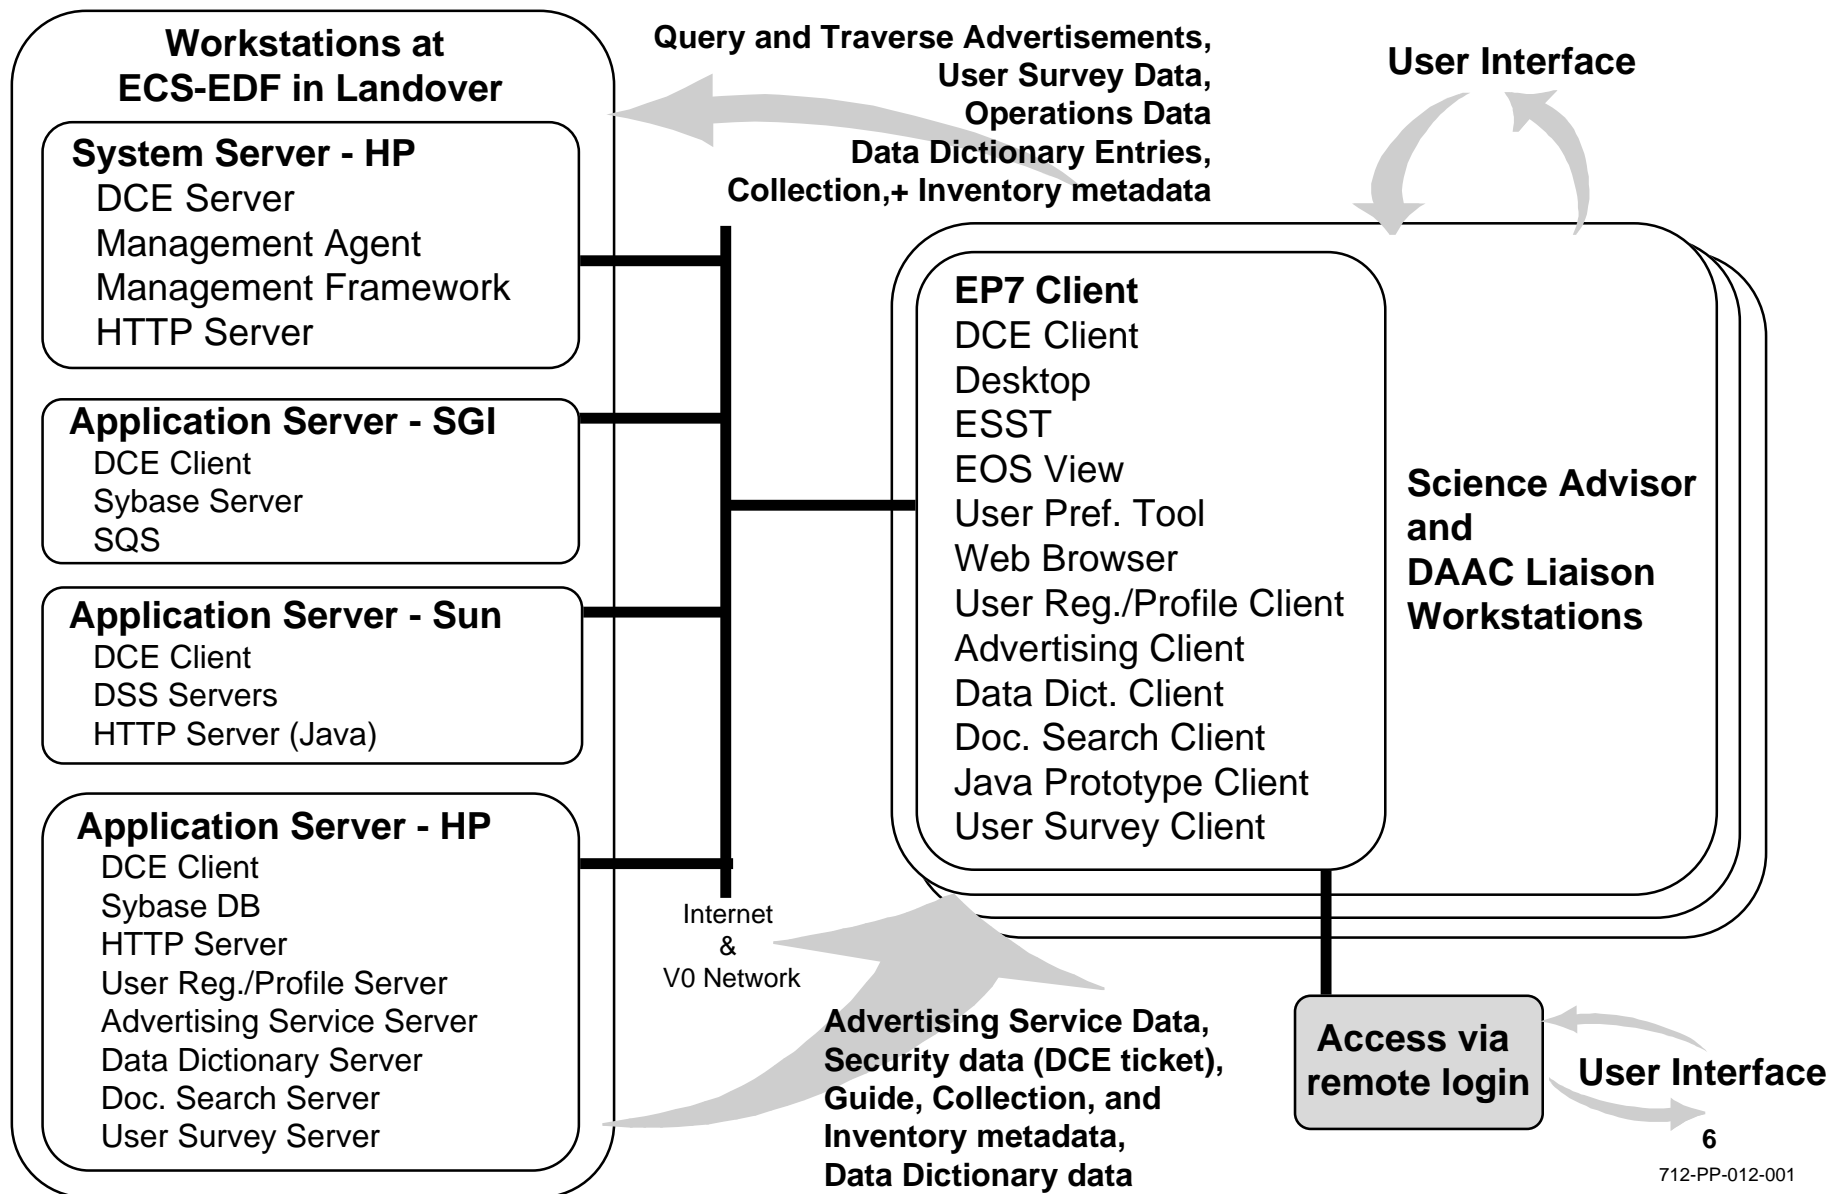 Workstations at
ECS-EDF in Landover
System Server - HP
DCE Server
Management Agent
Management Framework
HTTP Server
Application Server - SGI
DCE Client
Sybase Server
SQS
Application Server - Sun
DCE Client
DSS Servers
HTTP Server (Java)
Application Server - HP
DCE Client
Sybase DB
HTTP Server
User Reg./Profile Server
Advertising Service Server
Data Dictionary Server
Doc. Search Server
User Survey Server
Query and Traverse Advertisements,
User Survey Data,
Operations Data
Data Dictionary Entries,
Collection,+ Inventory metadata
Internet
&
V0 Network
Advertising Service Data,
Security data (DCE ticket),
Guide, Collection, and
Inventory metadata,
Data Dictionary data
User Interface
EP7 Client
DCE Client
Desktop
ESST
EOS View
User Pref. Tool
Web Browser
User Reg./Profile Client
Advertising Client
Data Dict. Client
Doc. Search Client
Java Prototype Client
User Survey Client
Science Advisor
and
DAAC Liaison
Workstations
Access via
remote login
User Interface
6
712-PP-012-001